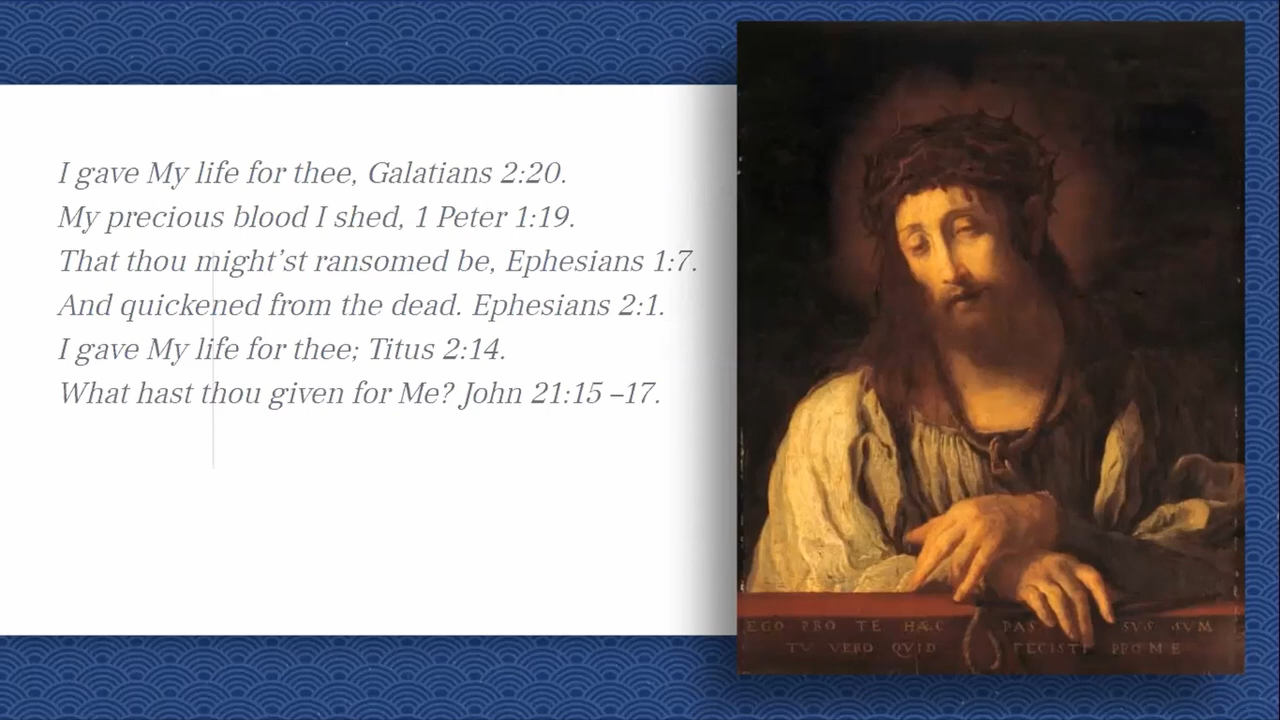 I gave My life for thee, Galatians 2:20.
My precious blood I shed, 1 Peter 1:19.
That thou might’st ransomed be, Ephesians 1:7.
And quickened from the dead. Ephesians 2:1.
I gave My life for thee; Titus 2:14.
What hast thou given for Me? John 21:15 –17.
EGO PRO TE HÆC PAS SVS SVM
TV VERO QVID FECISTI PRO ME